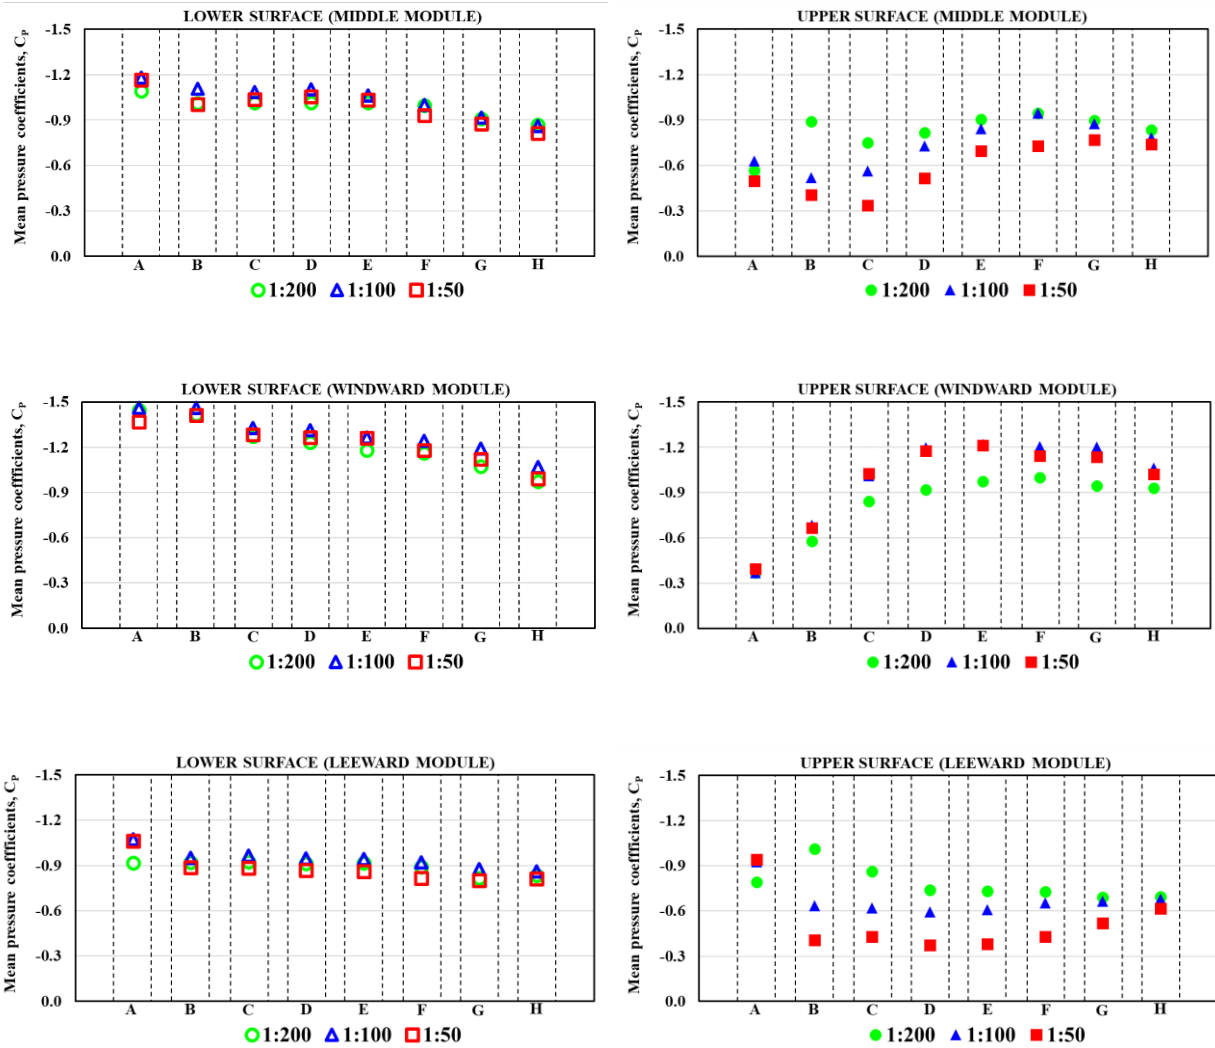 LOWER SURFACE (MIDDLE MODULE)
Mean pressure coeffficients, CP
-1.5
-1.2
-0.9
-0.6
-0.3
0.0
A B C D E F G H
1:200 1:100 1:50
UPPER SURFACE (MIDDLE MODULE)
Mean pressure coeffficients, CP
-1.5
-1.2
-0.9
-0.6
-0.3
0.0
A B C D E F G H
1:200 1:100 1:50
LOWER SURFACE (WINDWARD MODULE)
Mean pressure coeffficients, CP
-1.5
-1.2
-0.9
-0.6
-0.3
0.0
A B C D E F G H
1:200 1:100 1:50
UPPER SURFACE (WINDWARD MODULE)
Mean pressure coeffficients, CP
-1.5
-1.2
-0.9
-0.6
-0.3
0.0
A B C D E F G H
1:200 1:100 1:50
LOWER SURFACE (LEEWARD MODULE)
Mean pressure coeffficients, CP
-1.5
-1.2
-0.9
-0.6
-0.3
0.0
A B C D E F G H
1:200 1:100 1:50
UPPER SURFACE (LEEWARD MODULE)
Mean pressure coeffficients, CP
-1.5
-1.2
-0.9
-0.6
-0.3
0.0
A B C D E F G H
1:200 1:100 1:50